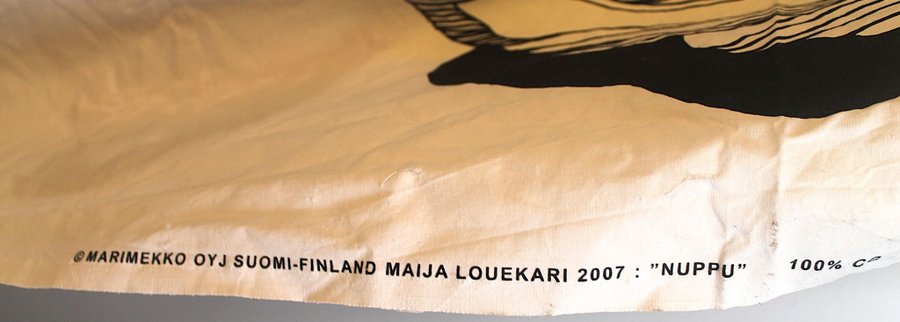 ©MARIMEKKO OYJ SUOMI-FINLAND MAIJA LOUEKARI 2007 : ”NUPPU” 100%